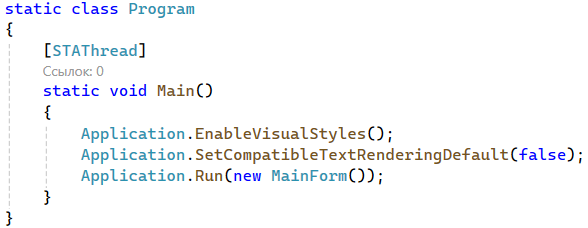 static class Program
{
    [STAThread]
    Ссылок: 0
    static void Main()
    {
        Application.EnableVisualStyles();
        Application.SetCompatibleTextRenderingDefault(false);
        Application.Run(new MainForm());
    }
}